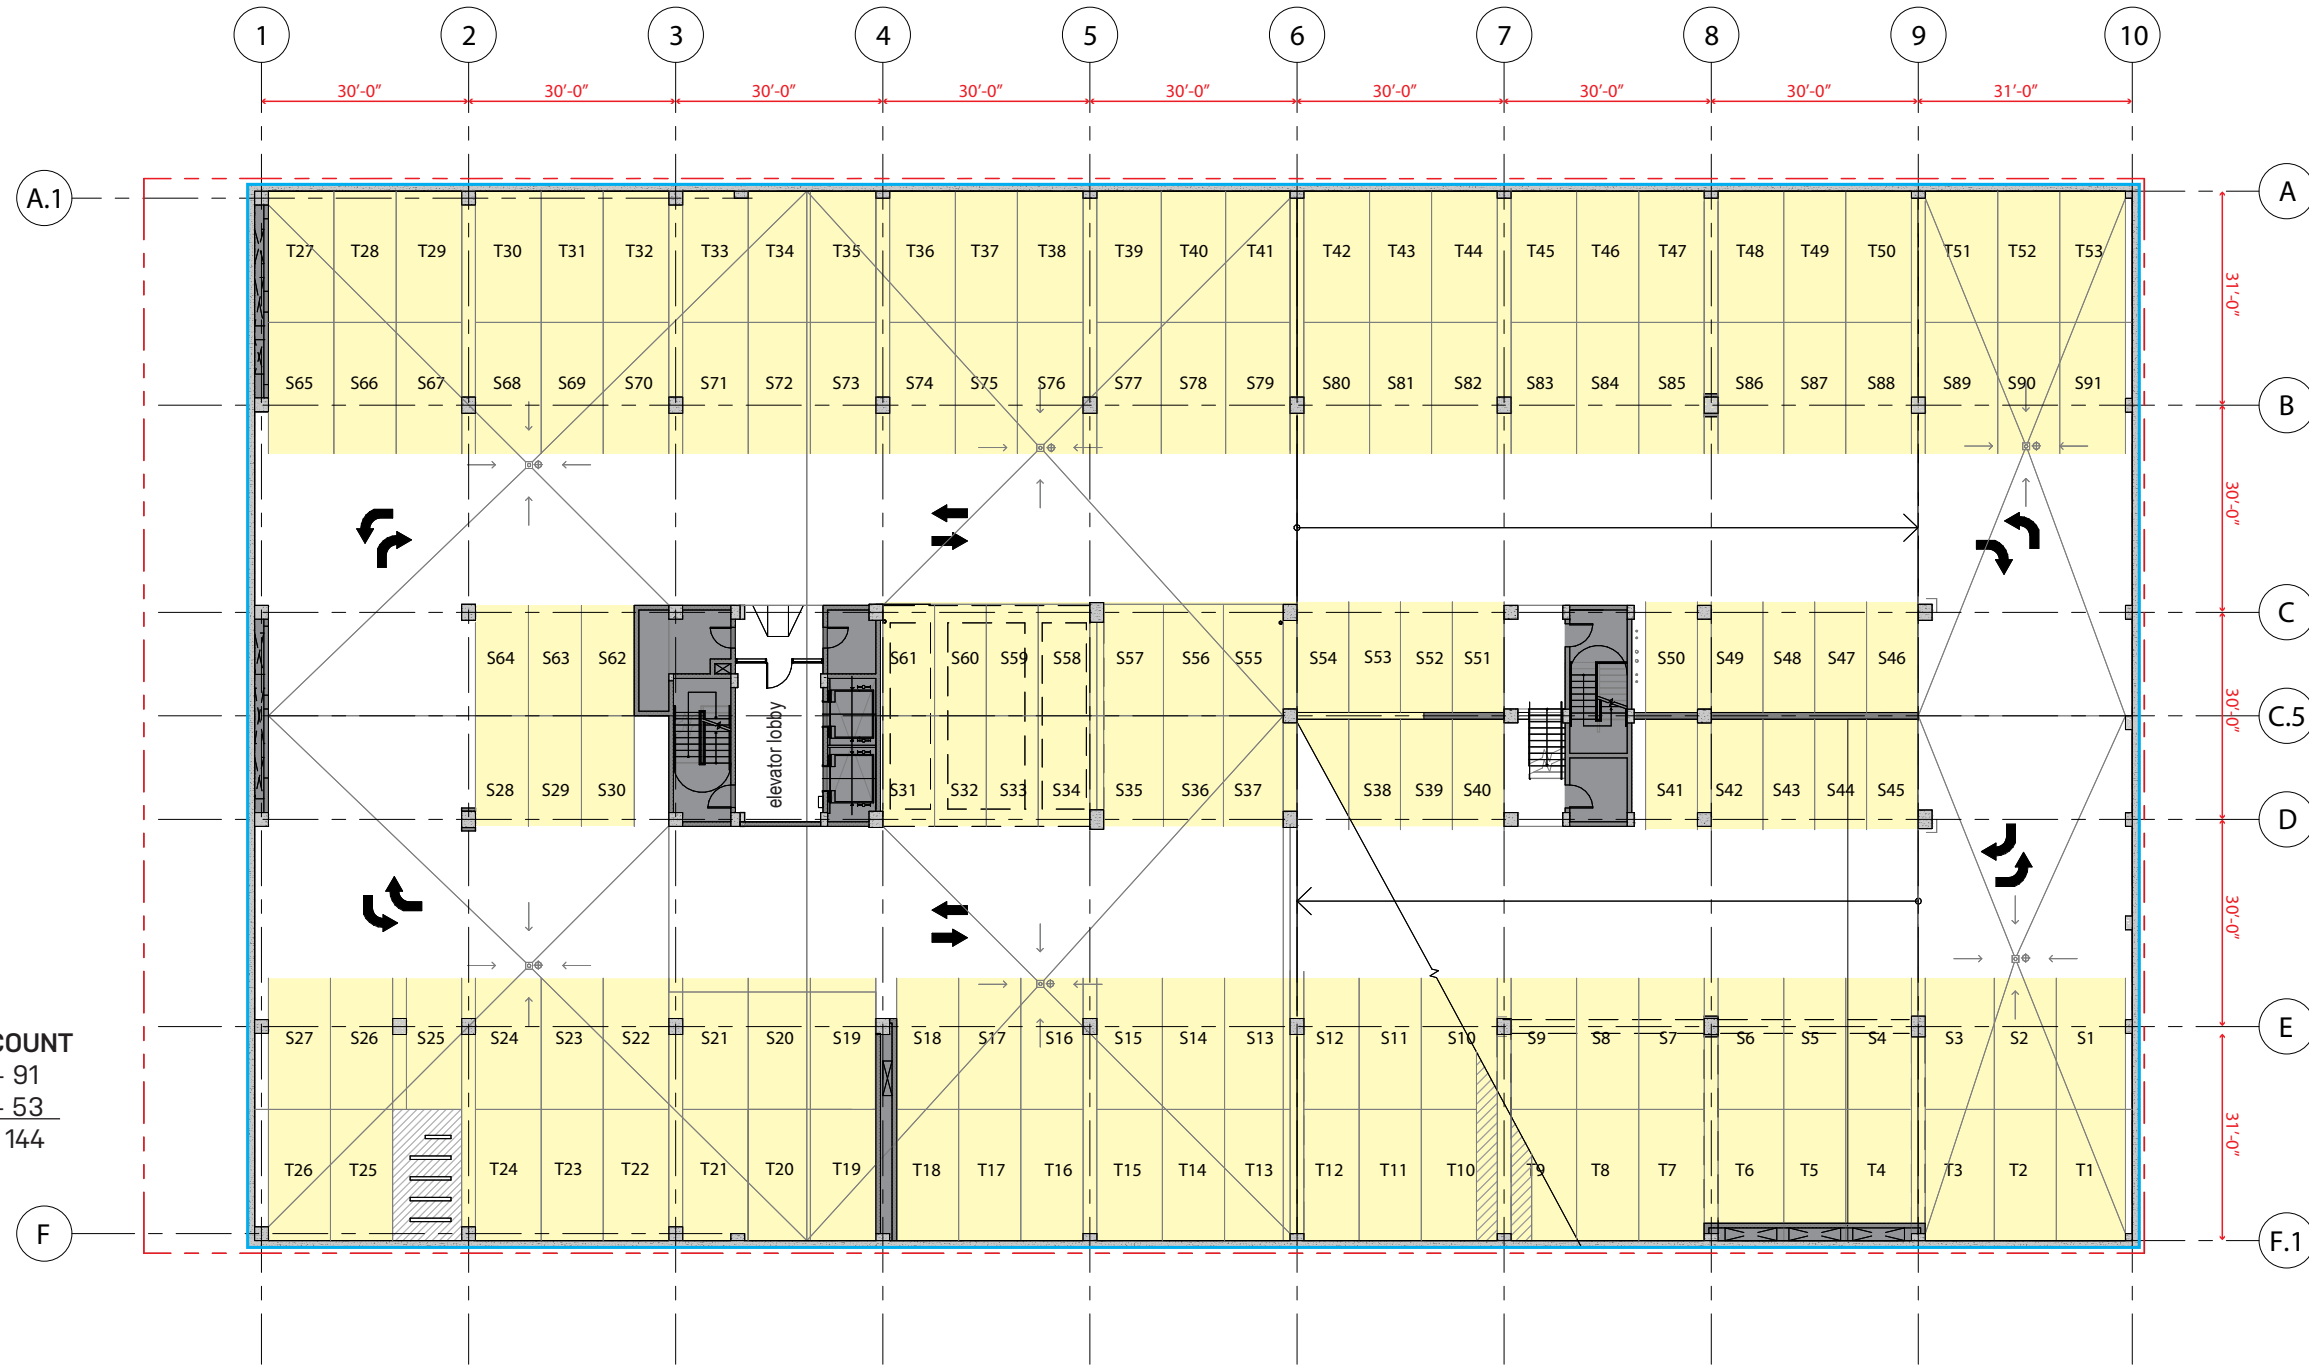 1 2 3 4 5 6 7 8 9 10
30'-0" 30'-0" 30'-0" 30'-0" 30'-0" 30'-0" 30'-0" 30'-0" 31'-0"
A.1 A
T27 T28 T29 T30 T31 T32 T33 T34 T35 T36 T37 T38 T39 T40 T41 T42 T43 T44 T45 T46 T47 T48 T49 T50 T51 T52 T53
31'-0"
S65 S66 S67 S68 S69 S70 S71 S72 S73 S74 S75 S76 S77 S78 S79 S80 S81 S82 S83 S84 S85 S86 S87 S88 S89 S90 S91
B
30'-0"
C
S64 S63 S62 S61 S60 S59 S58 S57 S56 S55 S54 S53 S52 S51 S50 S49 S48 S47 S46
elevator lobby
30'-0"
C.5
S28 S29 S30 S31 S32 S33 S34 S35 S36 S37 S38 S39 S40 S41 S42 S43 S44 S45
D
30'-0"
E
S27 S26 S25 S24 S23 S22 S21 S20 S19 S18 S17 S16 S15 S14 S13 S12 S11 S10 S9 S8 S7 S6 S5 S4 S3 S2 S1
COUNT
- 91
- 53
144
31'-0"
T26 T25 T24 T23 T22 T21 T20 T19 T18 T17 T16 T15 T14 T13 T12 T11 T10 T9 T8 T7 T6 T5 T4 T3 T2 T1
F F.1